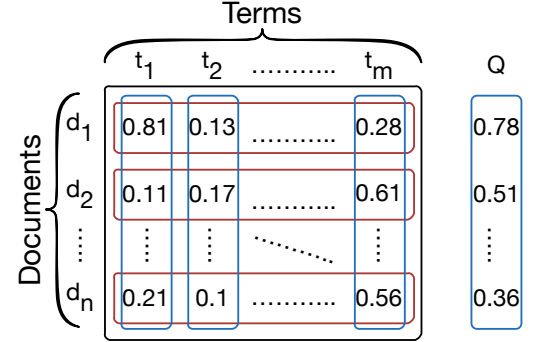 Terms
t1 t2 ........... tm Q
Documents
d1 0.81 0.13 ........... 0.28 0.78
d2 0.11 0.17 ........... 0.61 0.51
dn 0.21 0.1 ........... 0.56 0.36